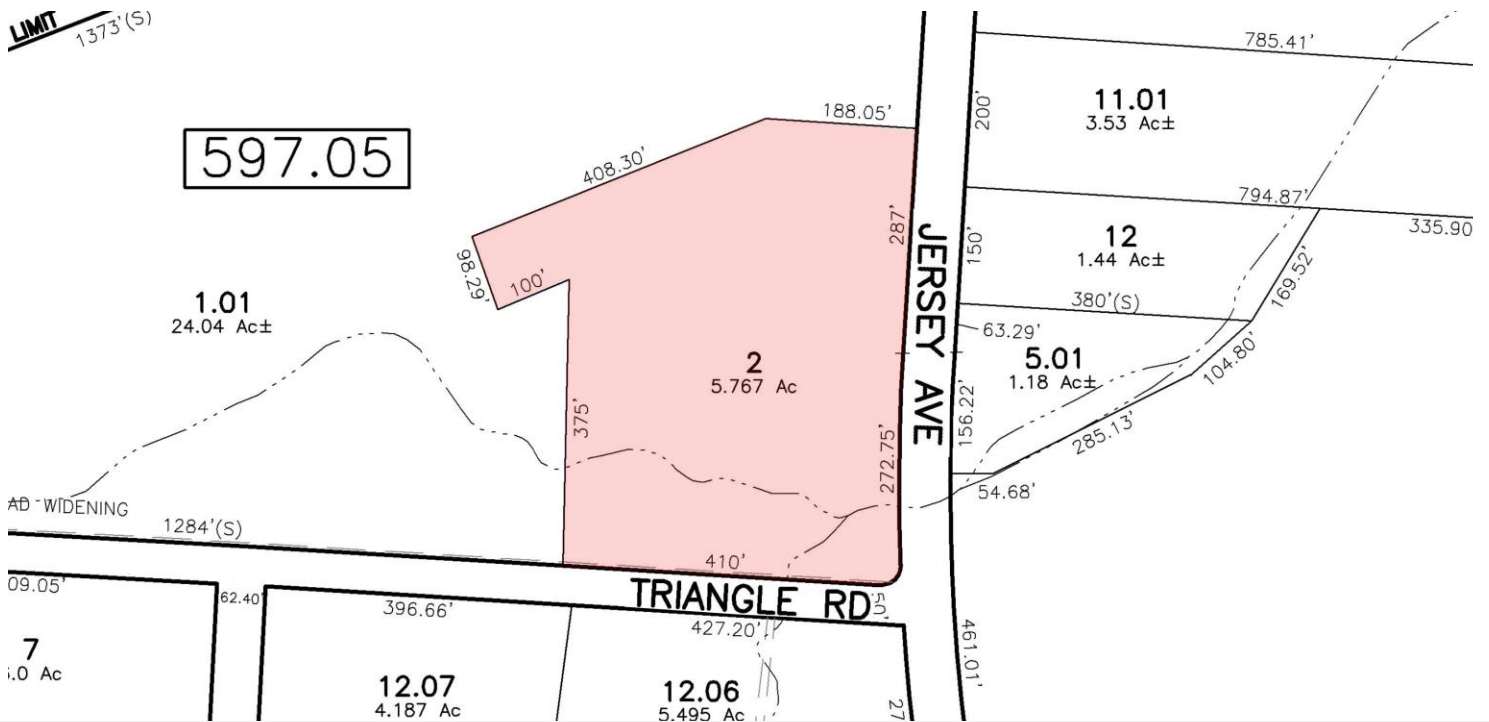 LIMIT
1373'(S)
785.41'
597.05
188.05'
200'
11.01
3.53 Ac±
408.30'
794.87'
335.90
287'
JERSEY AVE
150'
12
1.44 Ac±
169.52'
98.29'
100'
1.01
24.04 Ac±
380'(S)
63.29'
5.01
1.18 Ac±
104.80'
2
5.767 Ac
375'
156.22'
285.13'
272.75'
54.68'
AD WIDENING
1284'(S)
410'
TRIANGLE RD
50'
09.05'
62.40'
396.66'
427.20'
461.01'
7
.0 Ac
12.07
4.187 Ac
12.06
5.495 Ac
27